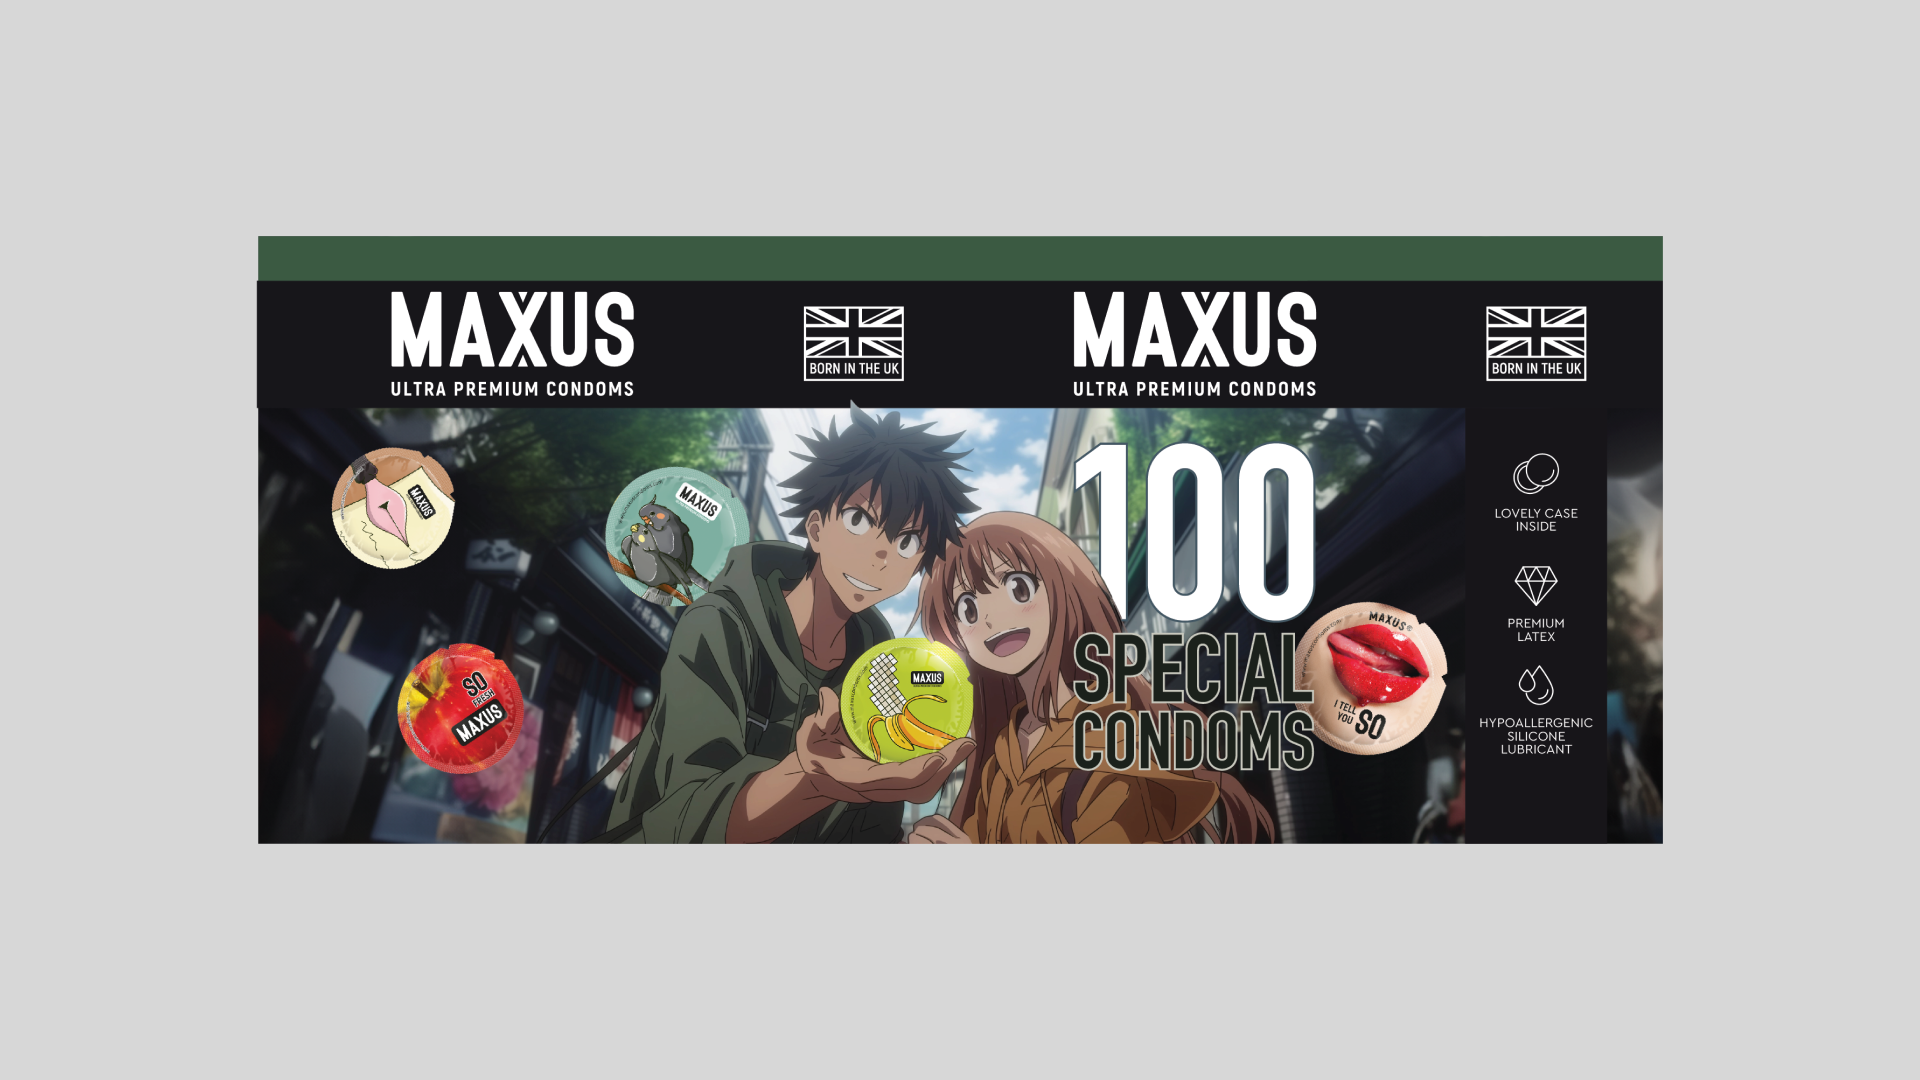 MAXUS
ULTRA PREMIUM CONDOMS
BORN IN THE UK
MAXUS
ULTRA PREMIUM CONDOMS
BORN IN THE UK
MAXUS
MAXUS
SO
FRESH
MAXUS
MAXUS
100
SPECIAL
CONDOMS
MAXUS®
I TELL
YOU SO
LOVELY CASE
INSIDE
PREMIUM
LATEX
HYPOALLERGENIC
SILICONE
LUBRICANT